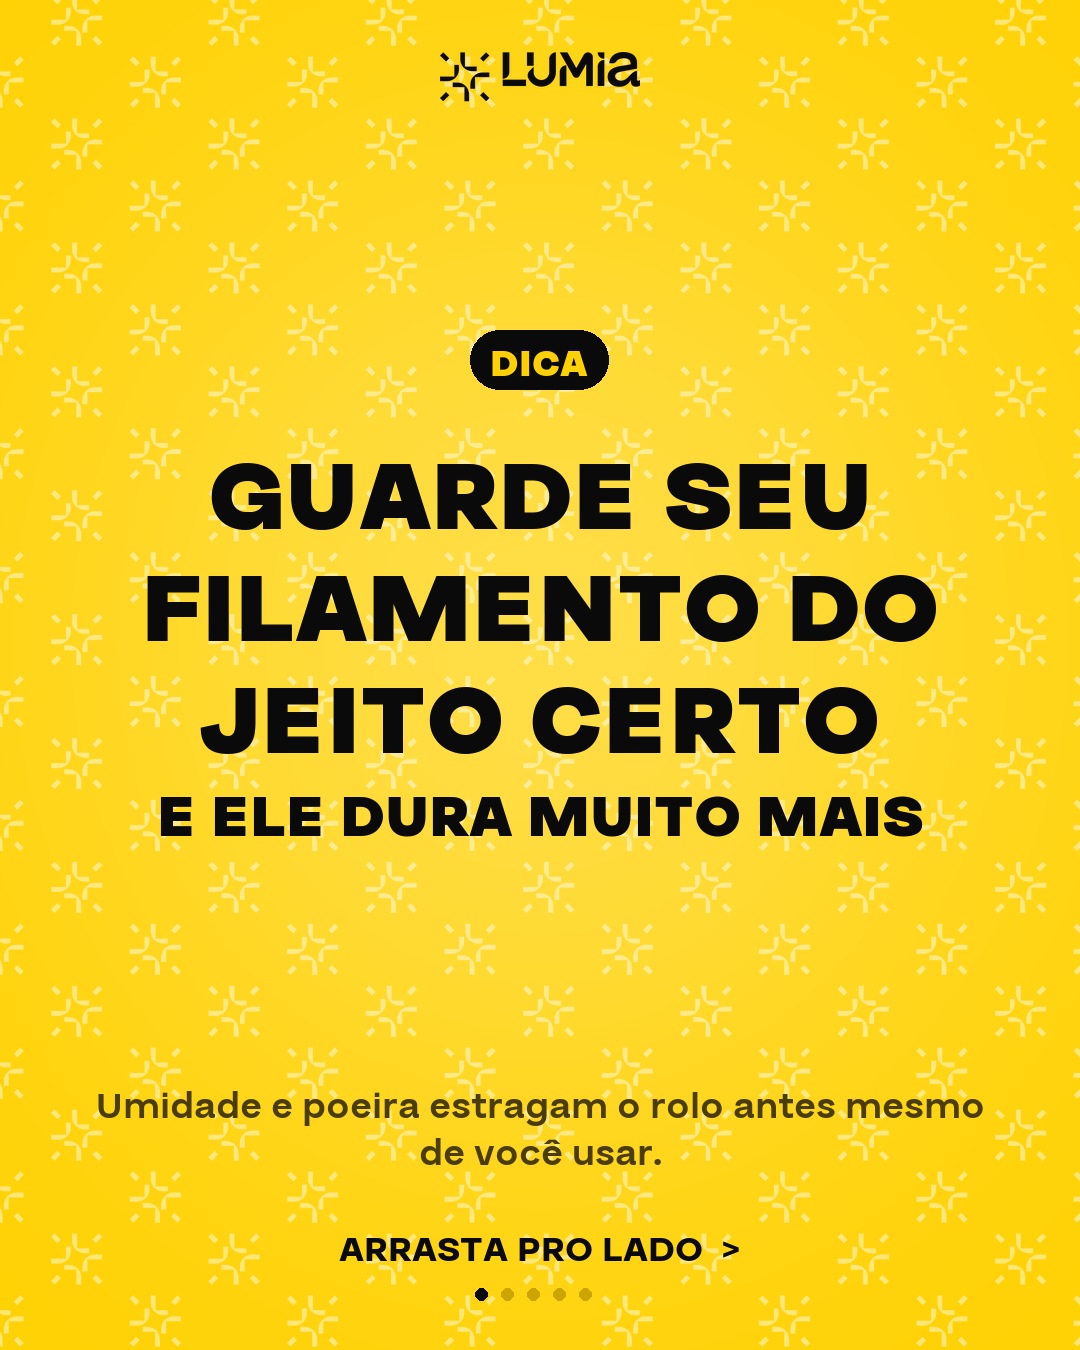 LUMia
DICA
GUARDE SEU
FILAMENTO DO
JEITO CERTO
E ELE DURA MUITO MAIS
Umidade e poeira estragam o rolo antes mesmo
de você usar.
ARRASTA PRO LADO >